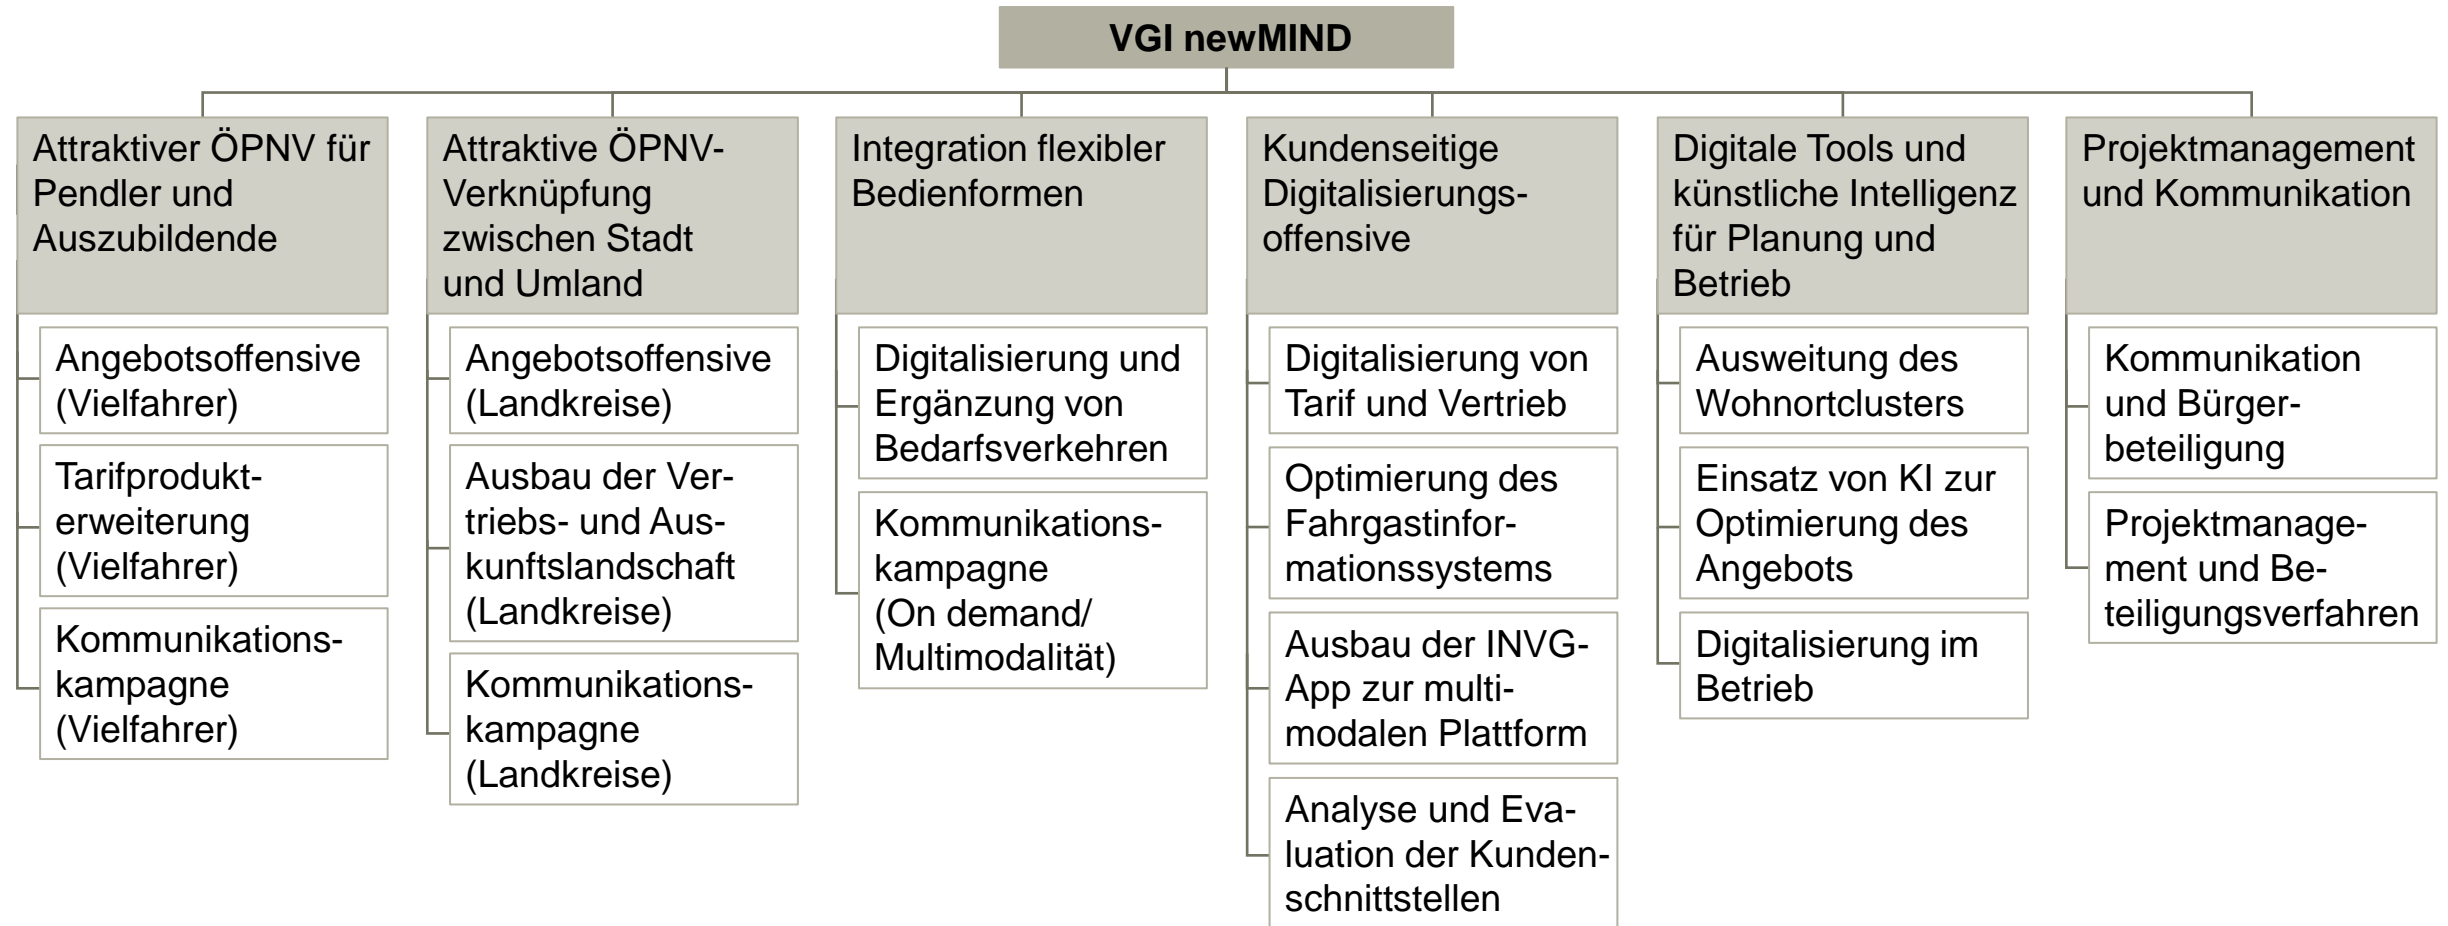 VGI newMIND
Attraktiver ÖPNV für
Pendler und
Auszubildende
Angebotsoffensive
(Vielfahrer)
Tarifprodukt-
erweiterung
(Vielfahrer)
Kommunikations-
kampagne
(Vielfahrer)
Attraktive ÖPNV-
Verknüpfung
zwischen Stadt
und Umland
Angebotsoffensive
(Landkreise)
Ausbau der Ver-
triebs- und Aus-
kunftslandschaft
(Landkreise)
Kommunikations-
kampagne
(Landkreise)
Integration flexibler
Bedienformen
Digitalisierung und
Ergänzung von
Bedarfsverkehren
Kommunikations-
kampagne
(On demand/
Multimodalität)
Kundenseitige
Digitalisierungs-
offensive
Digitalisierung von
Tarif und Vertrieb
Optimierung des
Fahrgastinfor-
mationssystems
Ausbau der INVG-
App zur multi-
modalen Plattform
Analyse und Eva-
luation der Kunden-
schnittstellen
Digitale Tools und
künstliche Intelligenz
für Planung und
Betrieb
Ausweitung des
Wohnortclusters
Einsatz von KI zur
Optimierung des
Angebots
Digitalisierung im
Betrieb
Projektmanagement
und Kommunikation
Kommunikation
und Bürger-
beteiligung
Projektmanage-
ment und Be-
teiligungsverfahren